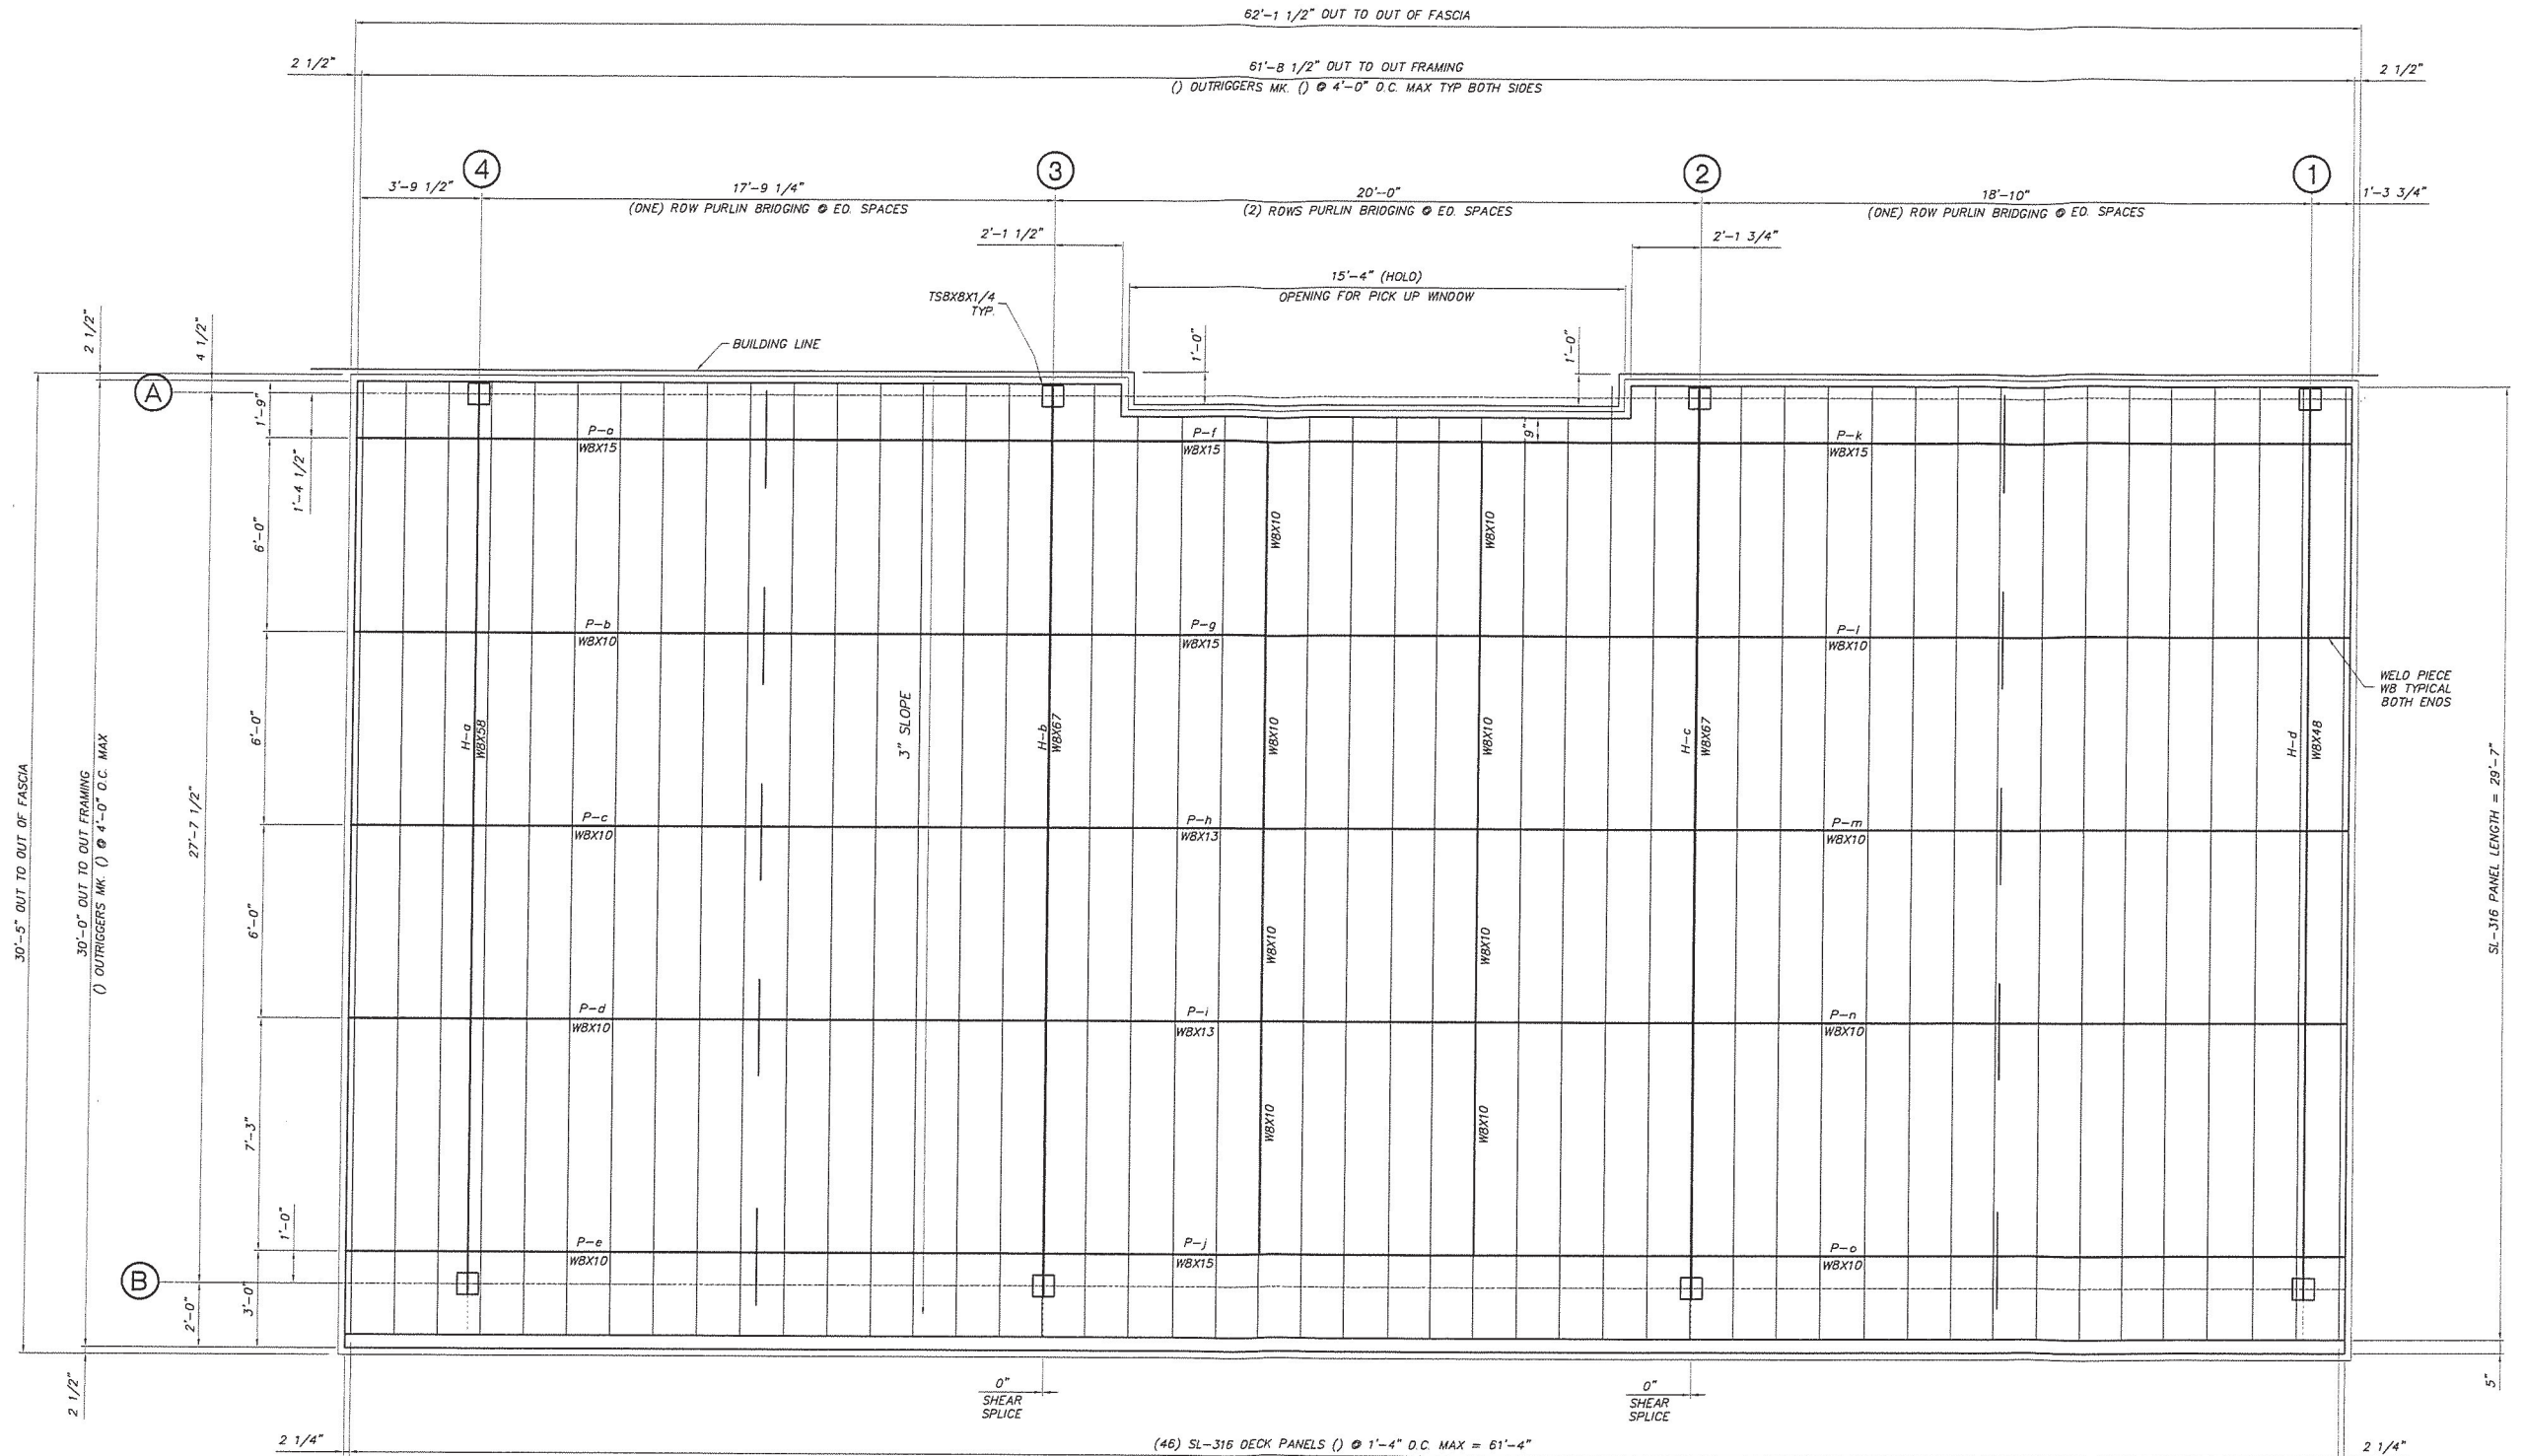 62'-1 1/2" OUT TO OUT OF FASCIA
2 1/2"
61'-8 1/2" OUT TO OUT FRAMING
2 1/2"
() OUTRIGGERS MK. () @ 4'-0" O.C. MAX TYP BOTH SIDES
4
3
2
1
3'-9 1/2"
17'-9 1/4"
20'-0"
18'-10"
1'-3 3/4"
(ONE) ROW PURLIN BRIDGING @ EQ. SPACES
(2) ROWS PURLIN BRIDGING @ EQ. SPACES
(ONE) ROW PURLIN BRIDGING @ EQ. SPACES
2'-1 1/2"
2'-1 3/4"
15'-4" (HOLD)
OPENING FOR PICK UP WINDOW
TS8X8X1/4
TYP.
BUILDING LINE
1'-0"
1'-0"
2 1/2"
4 1/2"
A
1'-9"
1'-4 1/2"
9"
P-a
W8X15
P-f
W8X15
P-k
W8X15
6'-0"
W8X10
W8X10
P-b
W8X10
P-g
W8X15
P-l
W8X10
WELD PIECE
W8 TYPICAL
BOTH ENDS
6'-0"
H-a
W8X58
3" SLOPE
H-b
W8X67
W8X10
W8X10
H-c
W8X67
H-d
W8X48
30'-5" OUT TO OUT OF FASCIA
30'-0" OUT TO OUT FRAMING
() OUTRIGGERS MK. () @ 4'-0" O.C. MAX
27'-7 1/2"
SL-316 PANEL LENGTH = 29'-7"
P-c
W8X10
P-h
W8X13
P-m
W8X10
6'-0"
W8X10
W8X10
P-d
W8X10
P-i
W8X13
P-n
W8X10
7'-3"
W8X10
W8X10
1'-0"
P-e
W8X10
P-j
W8X15
P-o
W8X10
B
2'-0"
3'-0"
2 1/2"
0"
SHEAR
SPLICE
0"
SHEAR
SPLICE
5"
2 1/4"
(46) SL-316 DECK PANELS () @ 1'-4" O.C. MAX = 61'-4"
2 1/4"